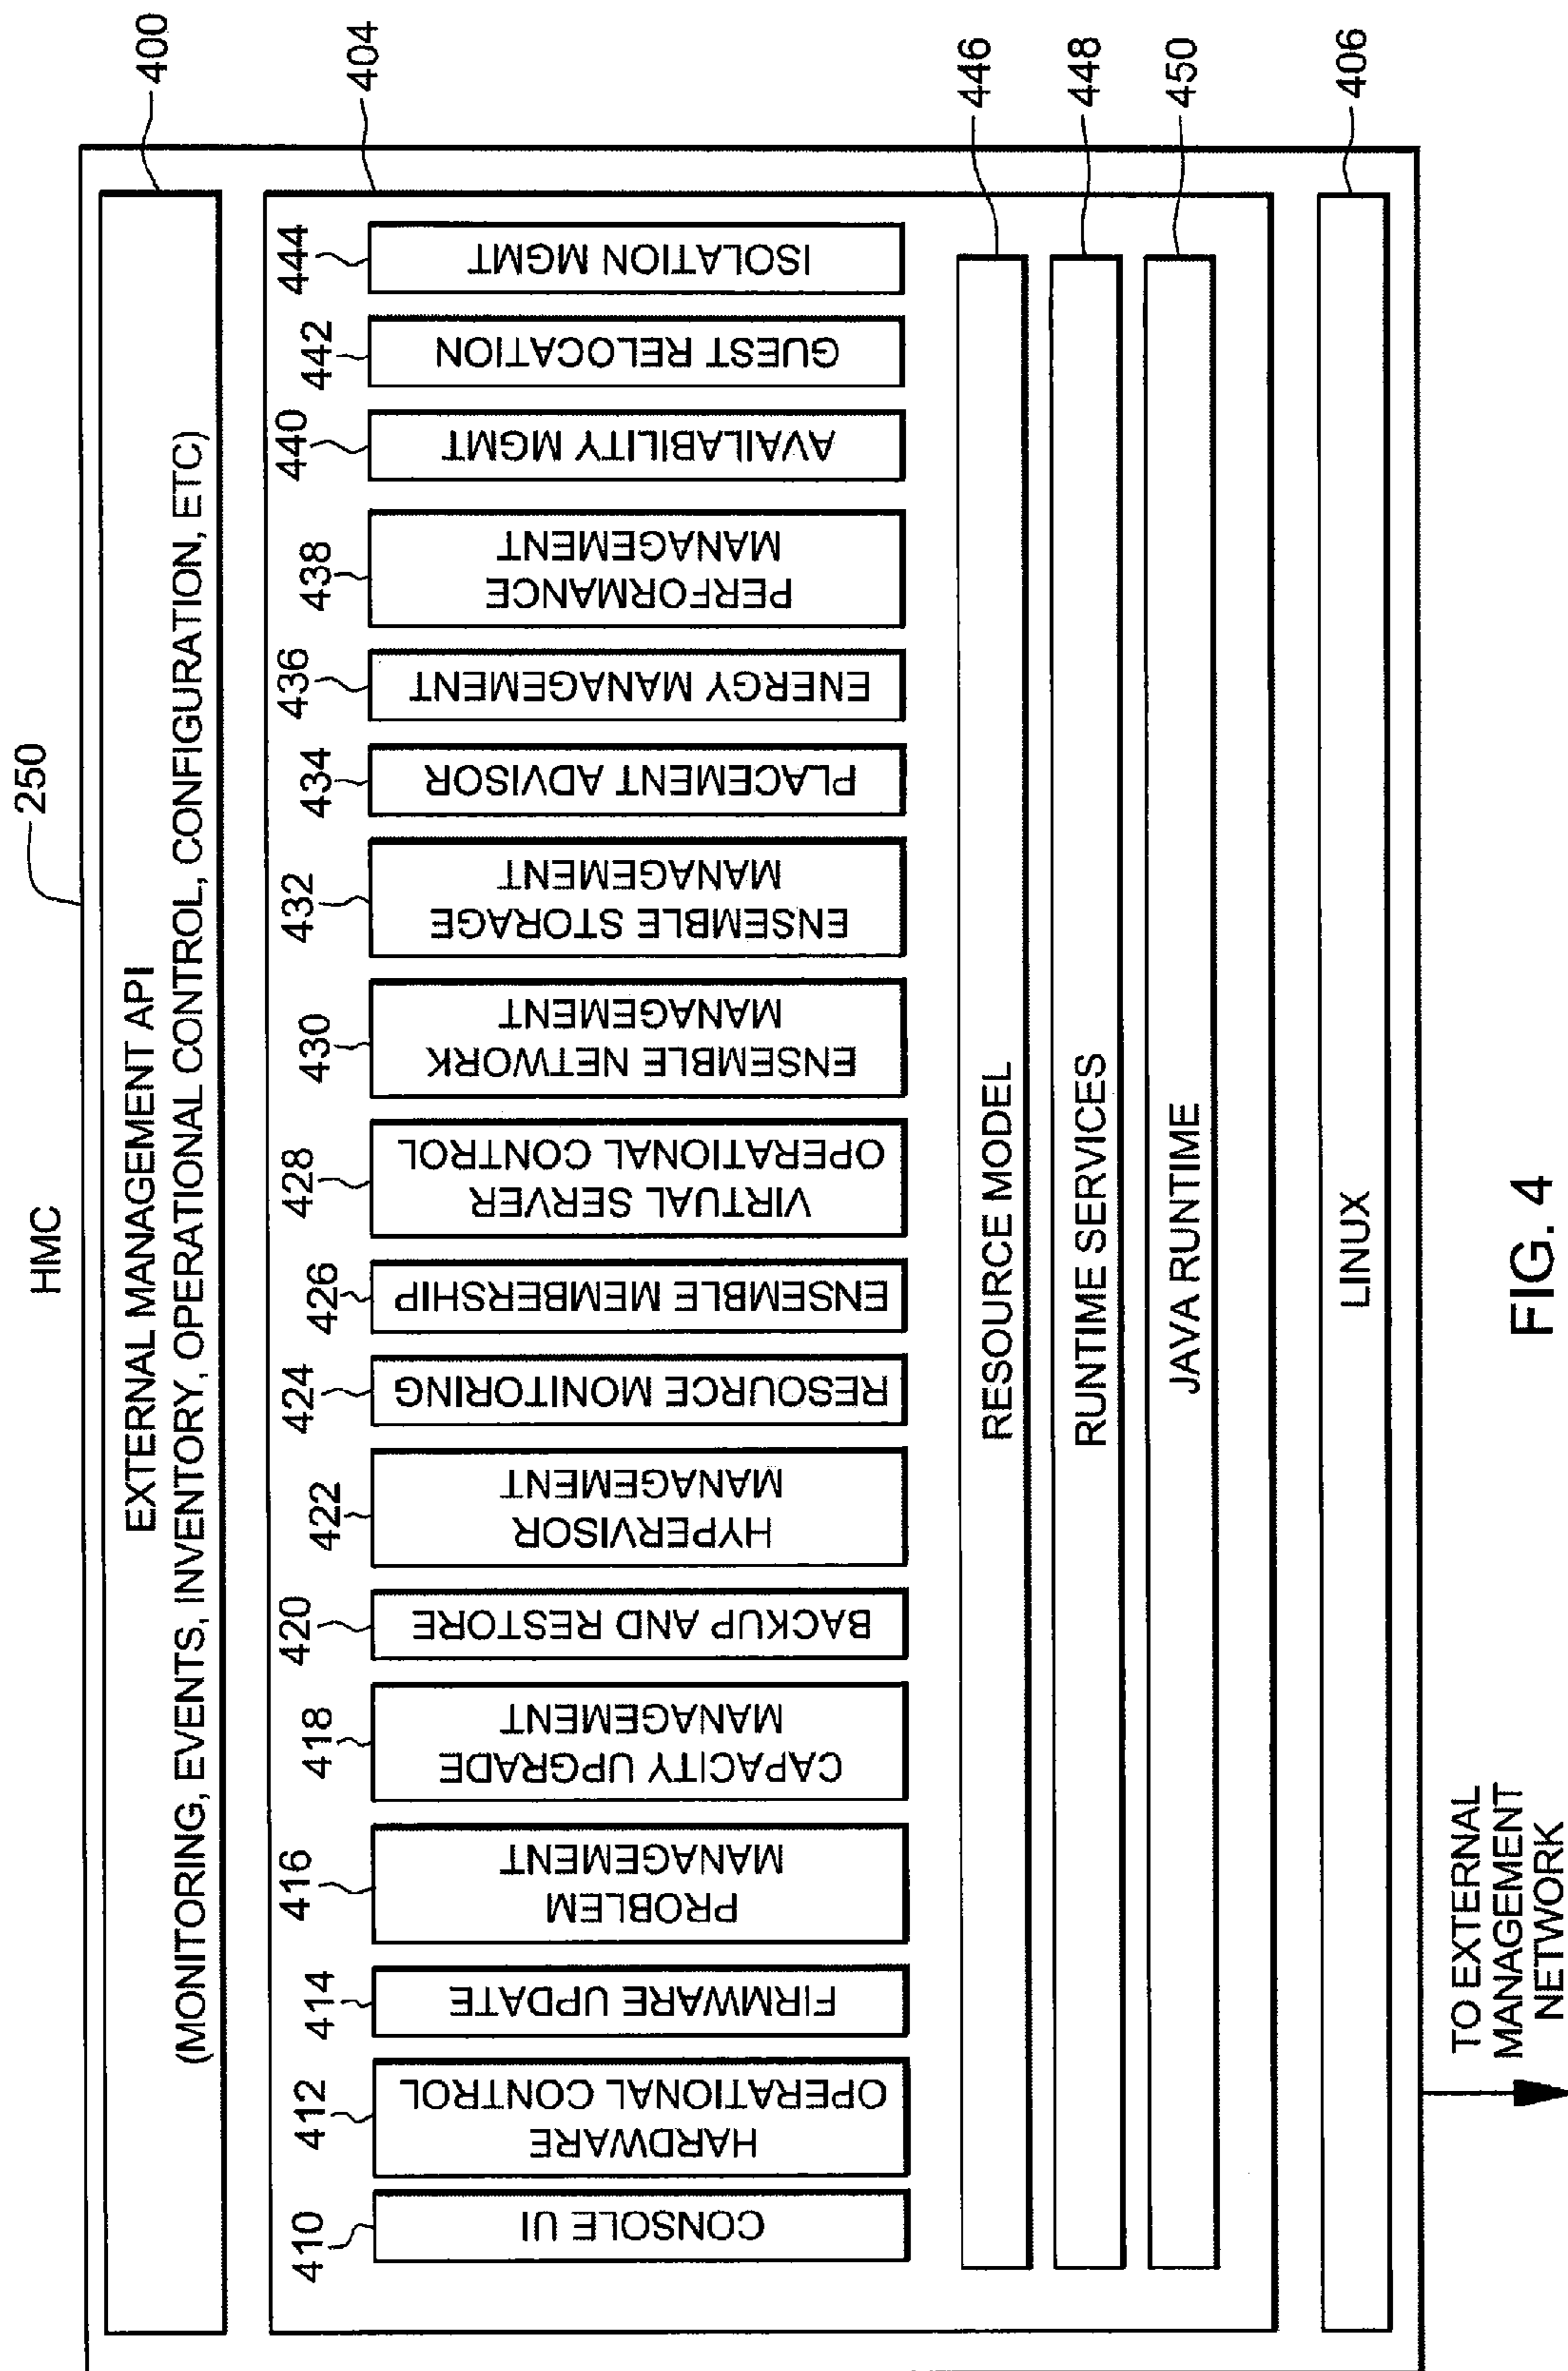 HMC
250
400
EXTERNAL MANAGEMENT API
(MONITORING, EVENTS, INVENTORY, OPERATIONAL CONTROL, CONFIGURATION, ETC)
404
410
CONSOLE UI
412
HARDWARE
OPERATIONAL CONTROL
414
FIRMWARE UPDATE
416
PROBLEM
MANAGEMENT
418
CAPACITY UPGRADE
MANAGEMENT
420
BACKUP AND RESTORE
422
HYPERVISOR
MANAGEMENT
424
RESOURCE MONITORING
426
ENSEMBLE MEMBERSHIP
428
VIRTUAL SERVER
OPERATIONAL CONTROL
430
ENSEMBLE NETWORK
MANAGEMENT
432
ENSEMBLE STORAGE
MANAGEMENT
434
PLACEMENT ADVISOR
436
ENERGY MANAGEMENT
438
PERFORMANCE
MANAGEMENT
440
AVAILABILITY MGMT
442
GUEST RELOCATION
444
ISOLATION MGMT
RESOURCE MODEL
446
RUNTIME SERVICES
448
JAVA RUNTIME
450
LINUX
406
TO EXTERNAL
MANAGEMENT
NETWORK
FIG. 4